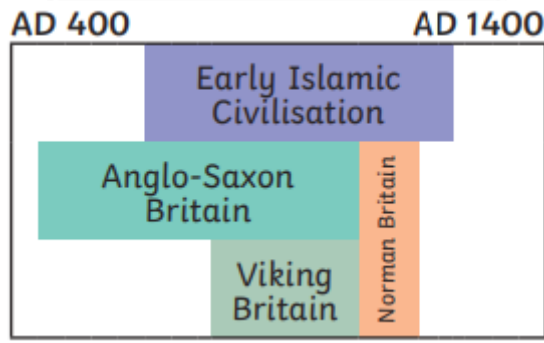 AD 400 AD 1400
Early Islamic
Civilisation
Anglo-Saxon
Britain
Norman Britain
Viking
Britain